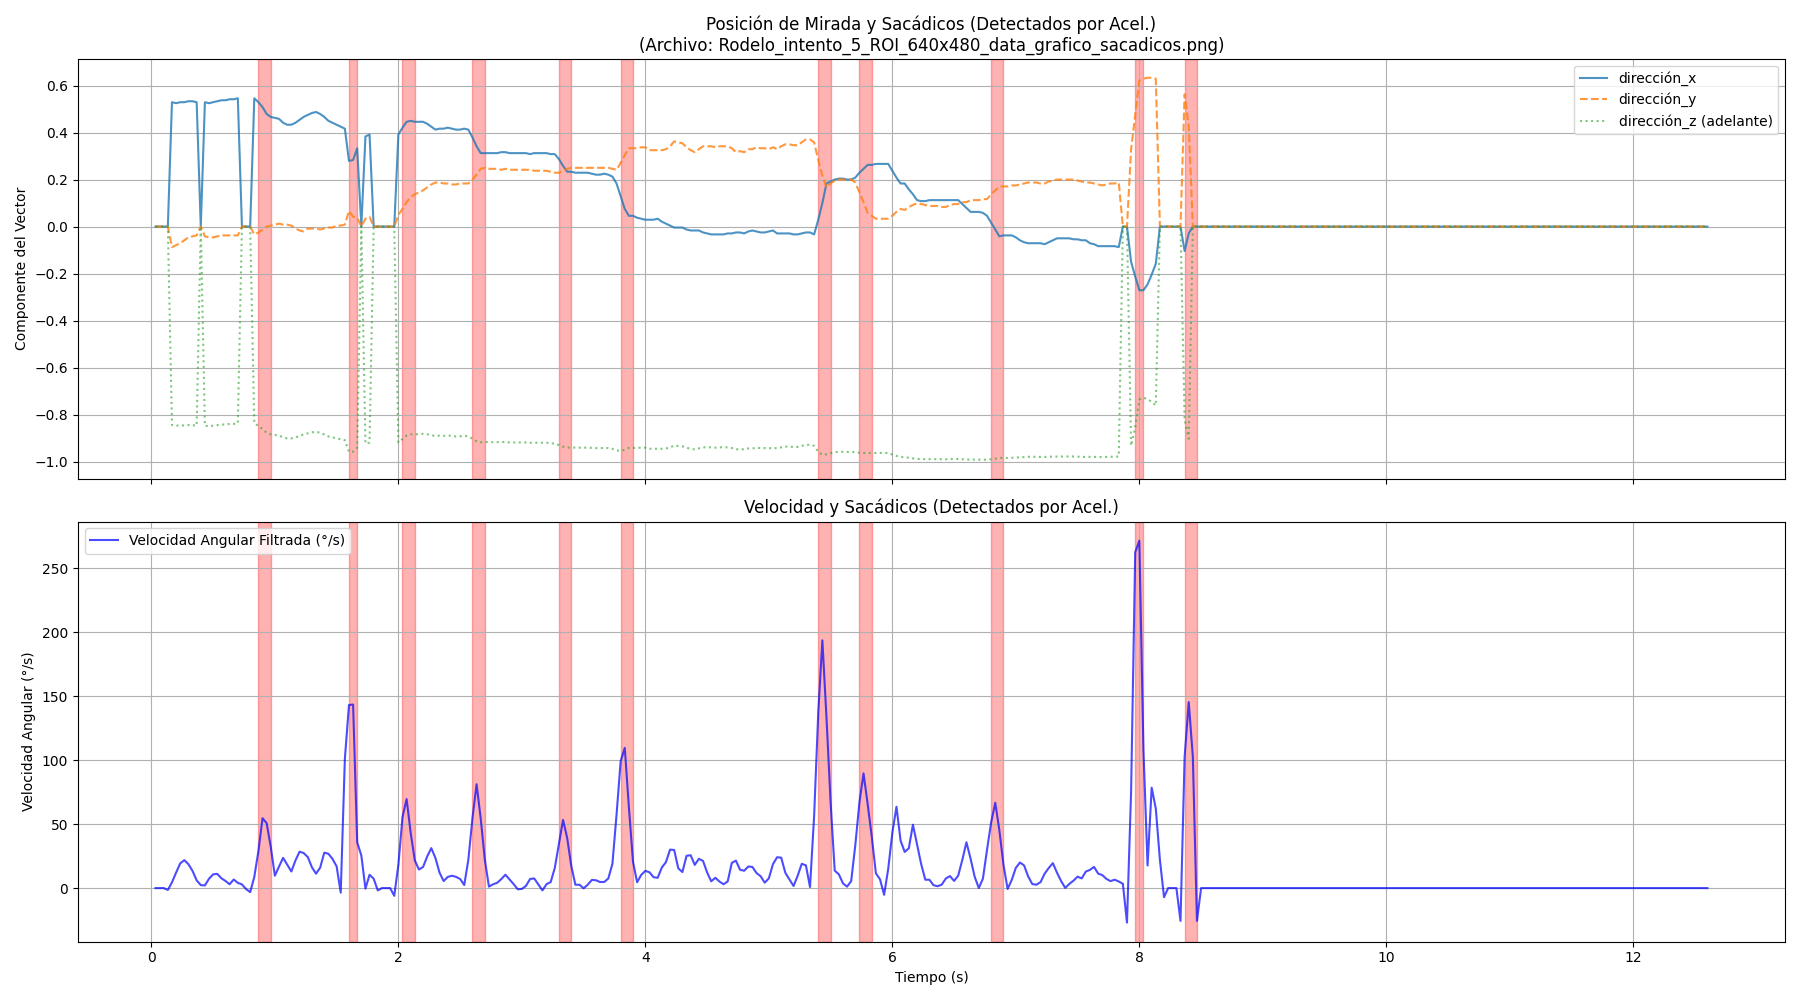 Posición de Mirada y Sacádicos (Detectados por Acel.)
(Archivo: Rodelo_intento_5_ROI_640x480_data_grafico_sacadicos.png)
dirección_x
dirección_y
dirección_z (adelante)
Componente del Vector
0.6
0.4
0.2
0.0
−0.2
−0.4
−0.6
−0.8
−1.0
Velocidad y Sacádicos (Detectados por Acel.)
Velocidad Angular Filtrada (°/s)
Velocidad Angular (°/s)
250
200
150
100
50
0
0 2 4 6 8 10 12
Tiempo (s)